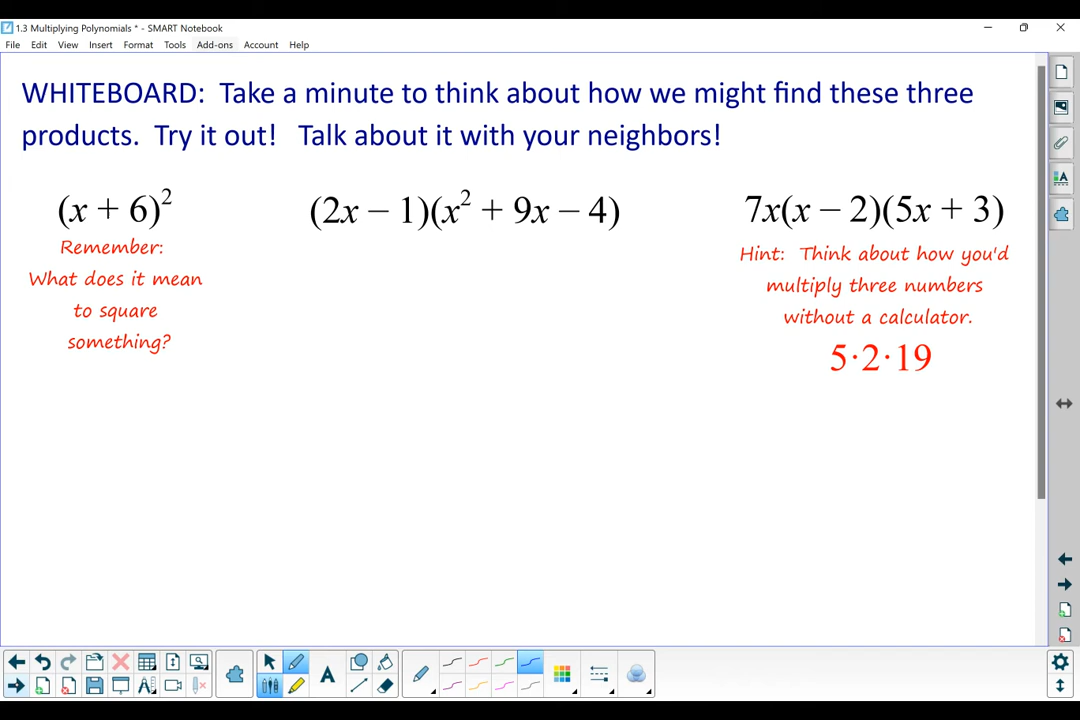 1.3 Multiplying Polynomials * - SMART Notebook
File Edit View Insert Format Tools Add-ons Account Help
WHITEBOARD: Take a minute to think about how we might find these three
products. Try it out! Talk about it with your neighbors!
(x + 6)² (2x − 1)(x² + 9x − 4) 7x(x − 2)(5x + 3)
Remember:
What does it mean
to square
something?
Hint: Think about how you'd
multiply three numbers
without a calculator.
5·2·19